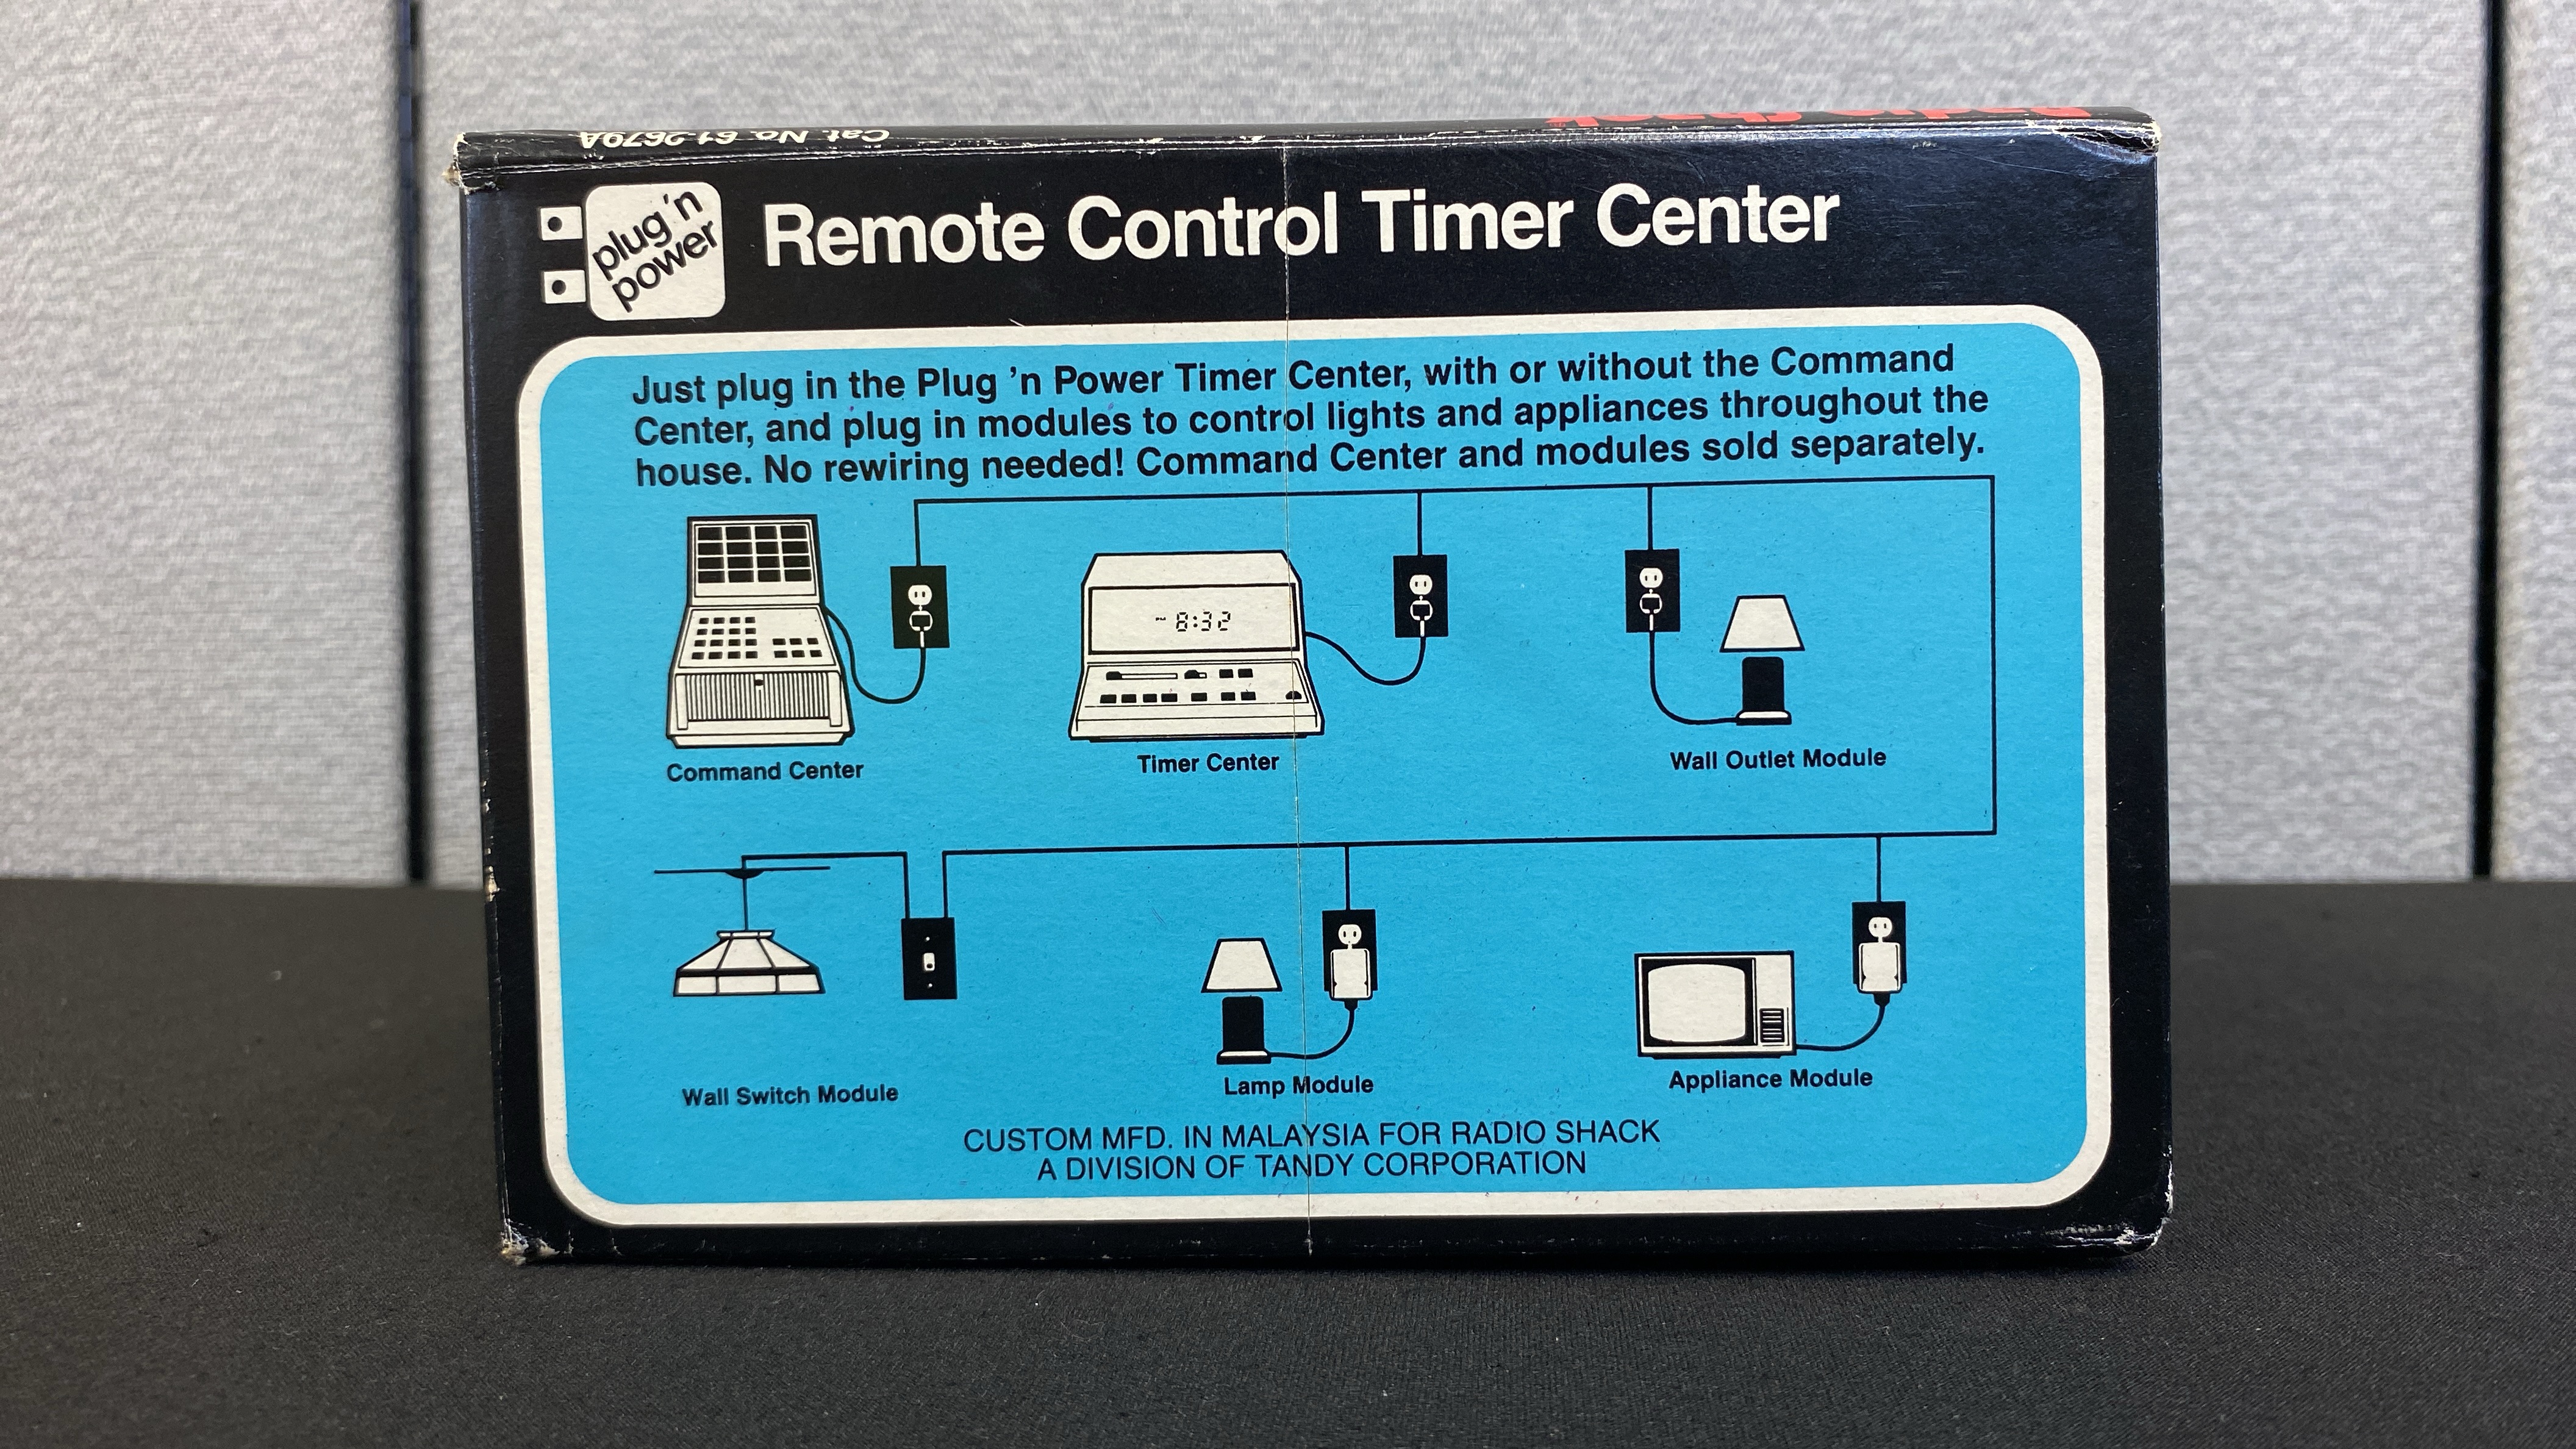 Cat. No. 61-2679A
Radio Shack
plug 'n
power
Remote Control Timer Center
Just plug in the Plug 'n Power Timer Center, with or without the Command
Center, and plug in modules to control lights and appliances throughout the
house. No rewiring needed! Command Center and modules sold separately.
PM 8:32
Command Center
Timer Center
Wall Outlet Module
Wall Switch Module
Lamp Module
Appliance Module
CUSTOM MFD. IN MALAYSIA FOR RADIO SHACK
A DIVISION OF TANDY CORPORATION